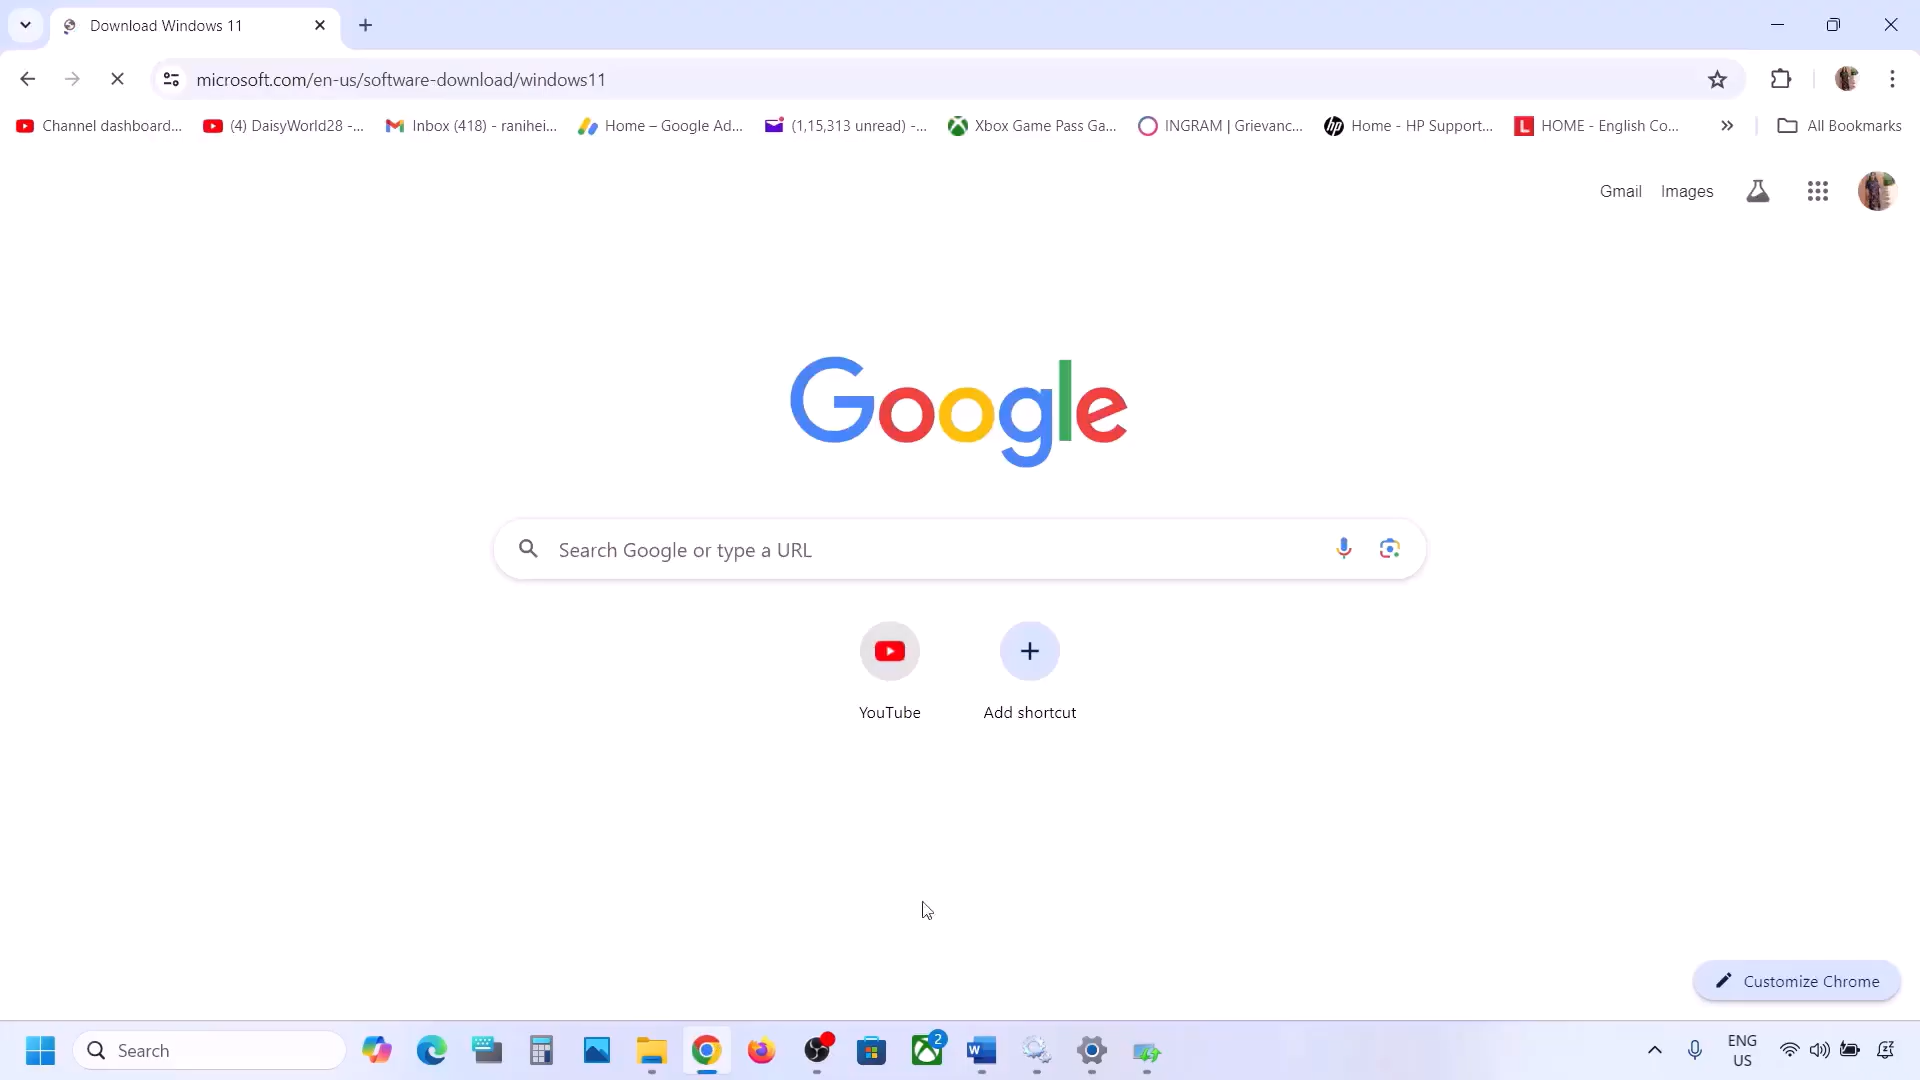 Download Windows 11
microsoft.com/en-us/software-download/windows11
Channel dashboard...
(4) DaisyWorld28 -...
Inbox (418) - ranihei...
Home – Google Ad...
(1,15,313 unread) -...
Xbox Game Pass Ga...
INGRAM | Grievanc...
Home - HP Support...
HOME - English Co...
All Bookmarks
Gmail
Images
Google
Search Google or type a URL
YouTube
Add shortcut
Customize Chrome
Search
2
ENG
US